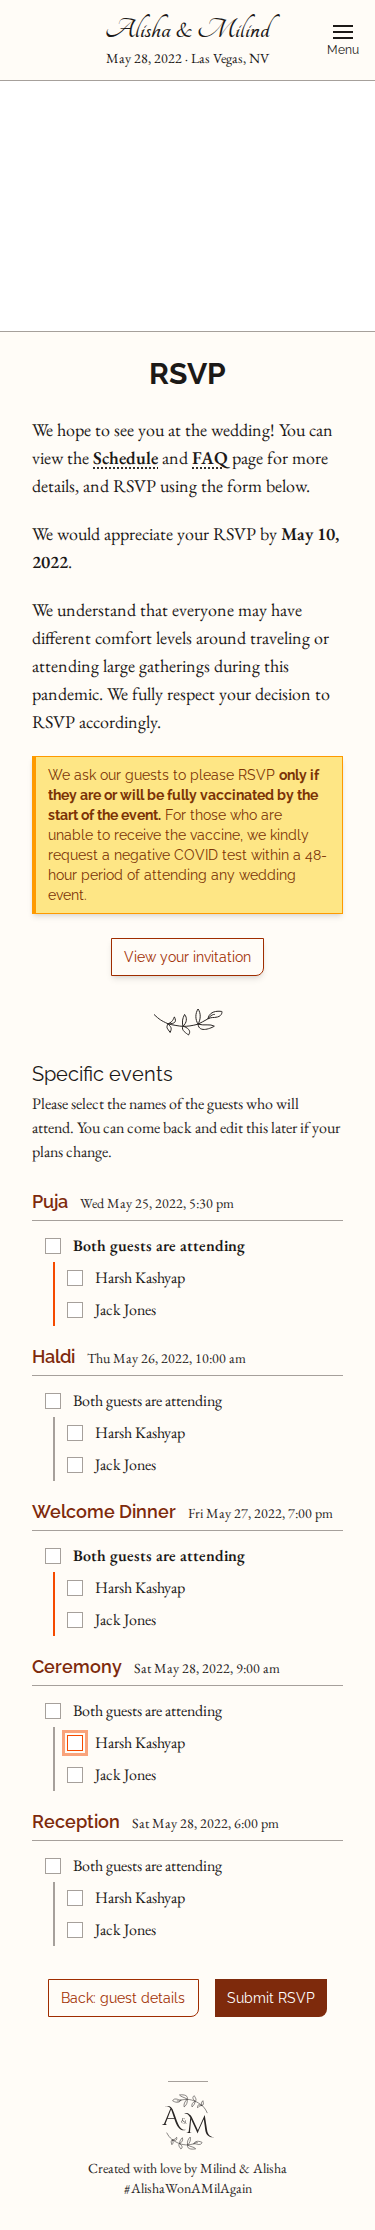 Alisha & Milind
May 28, 2022 · Las Vegas, NV
Menu
RSVP
We hope to see you at the wedding! You can
view the Schedule and FAQ page for more
details, and RSVP using the form below.
We would appreciate your RSVP by May 10,
2022.
We understand that everyone may have
different comfort levels around traveling or
attending large gatherings during this
pandemic. We fully respect your decision to
RSVP accordingly.
We ask our guests to please RSVP only if
they are or will be fully vaccinated by the
start of the event. For those who are
unable to receive the vaccine, we kindly
request a negative COVID test within a 48-
hour period of attending any wedding
event.
View your invitation
Specific events
Please select the names of the guests who will
attend. You can come back and edit this later if your
plans change.
Puja Wed May 25, 2022, 5:30 pm
Both guests are attending
Harsh Kashyap
Jack Jones
Haldi Thu May 26, 2022, 10:00 am
Both guests are attending
Harsh Kashyap
Jack Jones
Welcome Dinner Fri May 27, 2022, 7:00 pm
Both guests are attending
Harsh Kashyap
Jack Jones
Ceremony Sat May 28, 2022, 9:00 am
Both guests are attending
Harsh Kashyap
Jack Jones
Reception Sat May 28, 2022, 6:00 pm
Both guests are attending
Harsh Kashyap
Jack Jones
Back: guest details Submit RSVP
A&M
Created with love by Milind & Alisha
#AlishaWonAMilAgain